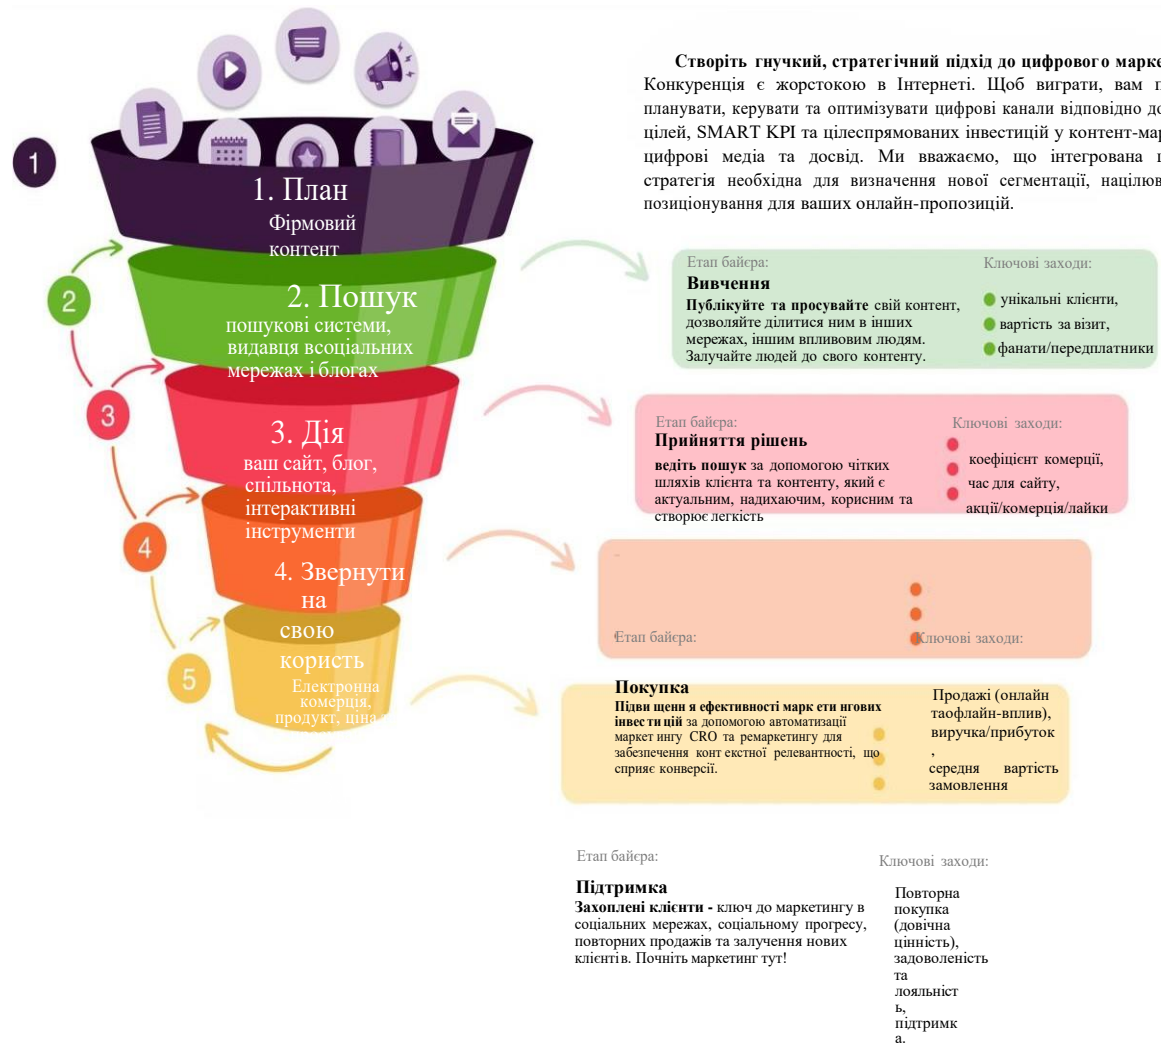 Створіть гнучкий, стратегічний підхід до цифрового марке
Конкуренція є жорстокою в Інтернеті. Щоб виграти, вам п
планувати, керувати та оптимізувати цифрові канали відповідно до
цілей, SMART KPI та цілеспрямованих інвестицій у контент-мар
цифрові медіа та досвід. Ми вважаємо, що інтегрована
стратегія необхідна для визначення нової сегментації, націлюв
позиціонування для ваших онлайн-пропозицій.
1
1. План
Фірмовий
контент
2
2. Пошук
пошукові системи,
видавця всоціальних
мережах і блогах
Етап байєра:
Вивчення
Публікуйте та просувайте свій контент,
дозволяйте ділитися ним в інших
мережах, іншим впливовим людям.
Залучайте людей до свого контенту.
Ключові заходи:
унікальні клієнти,
вартість за візит,
фанати/передплатники
3
3. Дія
ваш сайт, блог,
спільнота,
інтерактивні
інструменти
Етап байєра:
Прийняття рішень
ведіть пошук за допомогою чітких
шляхів клієнта та контенту, який є
актуальним, надихаючим, корисним та
створює легкість
Ключові заходи:
коефіцієнт комерції,
час для сайту,
акції/комерція/лайки
4
4. Звернути
на
свою
користь
Електронна
комерція,
продукт, ціна
Етап байєра:
Покупка
Підви щенн я ефективності марк ети нгових
інвес ти цій за допомогою автоматизації
маркет ингу CRO та ремаркетингу для
забезпечення конт екстної релевантності, що
сприяє конверсії.
Ключові заходи:
Продажі (онлайн
таофлайн-вплив),
виручка/прибуток
,
середня вартість
замовлення
5
Етап байєра:
Підтримка
Захоплені клієнти - ключ до маркетингу в
соціальних мережах, соціальному прогресу,
повторних продажів та залучення нових
клієнтів. Почніть маркетинг тут!
Ключові заходи:
Повторна
покупка
(довічна
цінність),
задоволеність
та
лояльніст
ь,
підтримк
а.